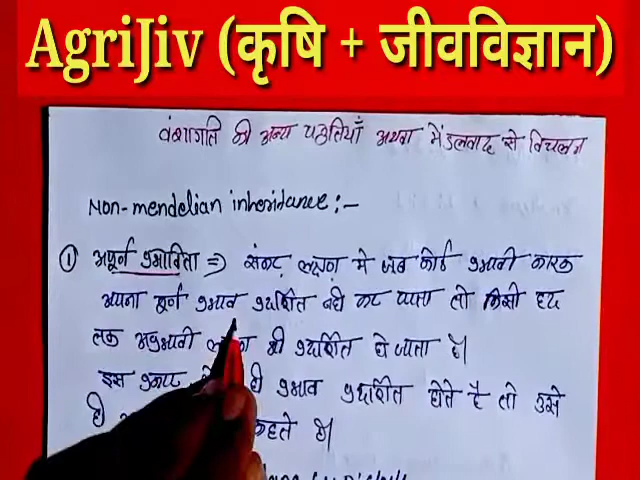 AgriJiv (कृषि + जीवविज्ञान)
वंशागति की अन्य पद्धतियाँ अथवा मेंडलवाद से विचलन
Non-mendelian inheritance:-
① अपूर्ण प्रभाविता ⇒ संकर लक्षण मे जब कोई प्रभावी कारक
अपना पूर्ण प्रभाव प्रदर्शित नही कर पाता तो किसी हद
तक अप्रभावी लक्षण भी प्रदर्शित हो जाता है।
इस प्रकार ही प्रभाव प्रदर्शित होते है तो उसे
ही कहते है।